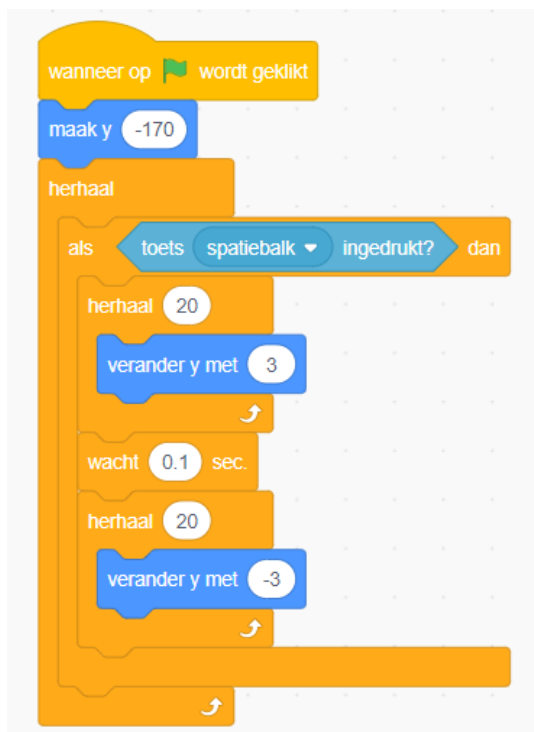 wanneer op wordt geklikt
maak y -170
herhaal
als toets spatiebalk ingedrukt? dan
herhaal 20
verander y met 3
wacht 0.1 sec.
herhaal 20
verander y met -3